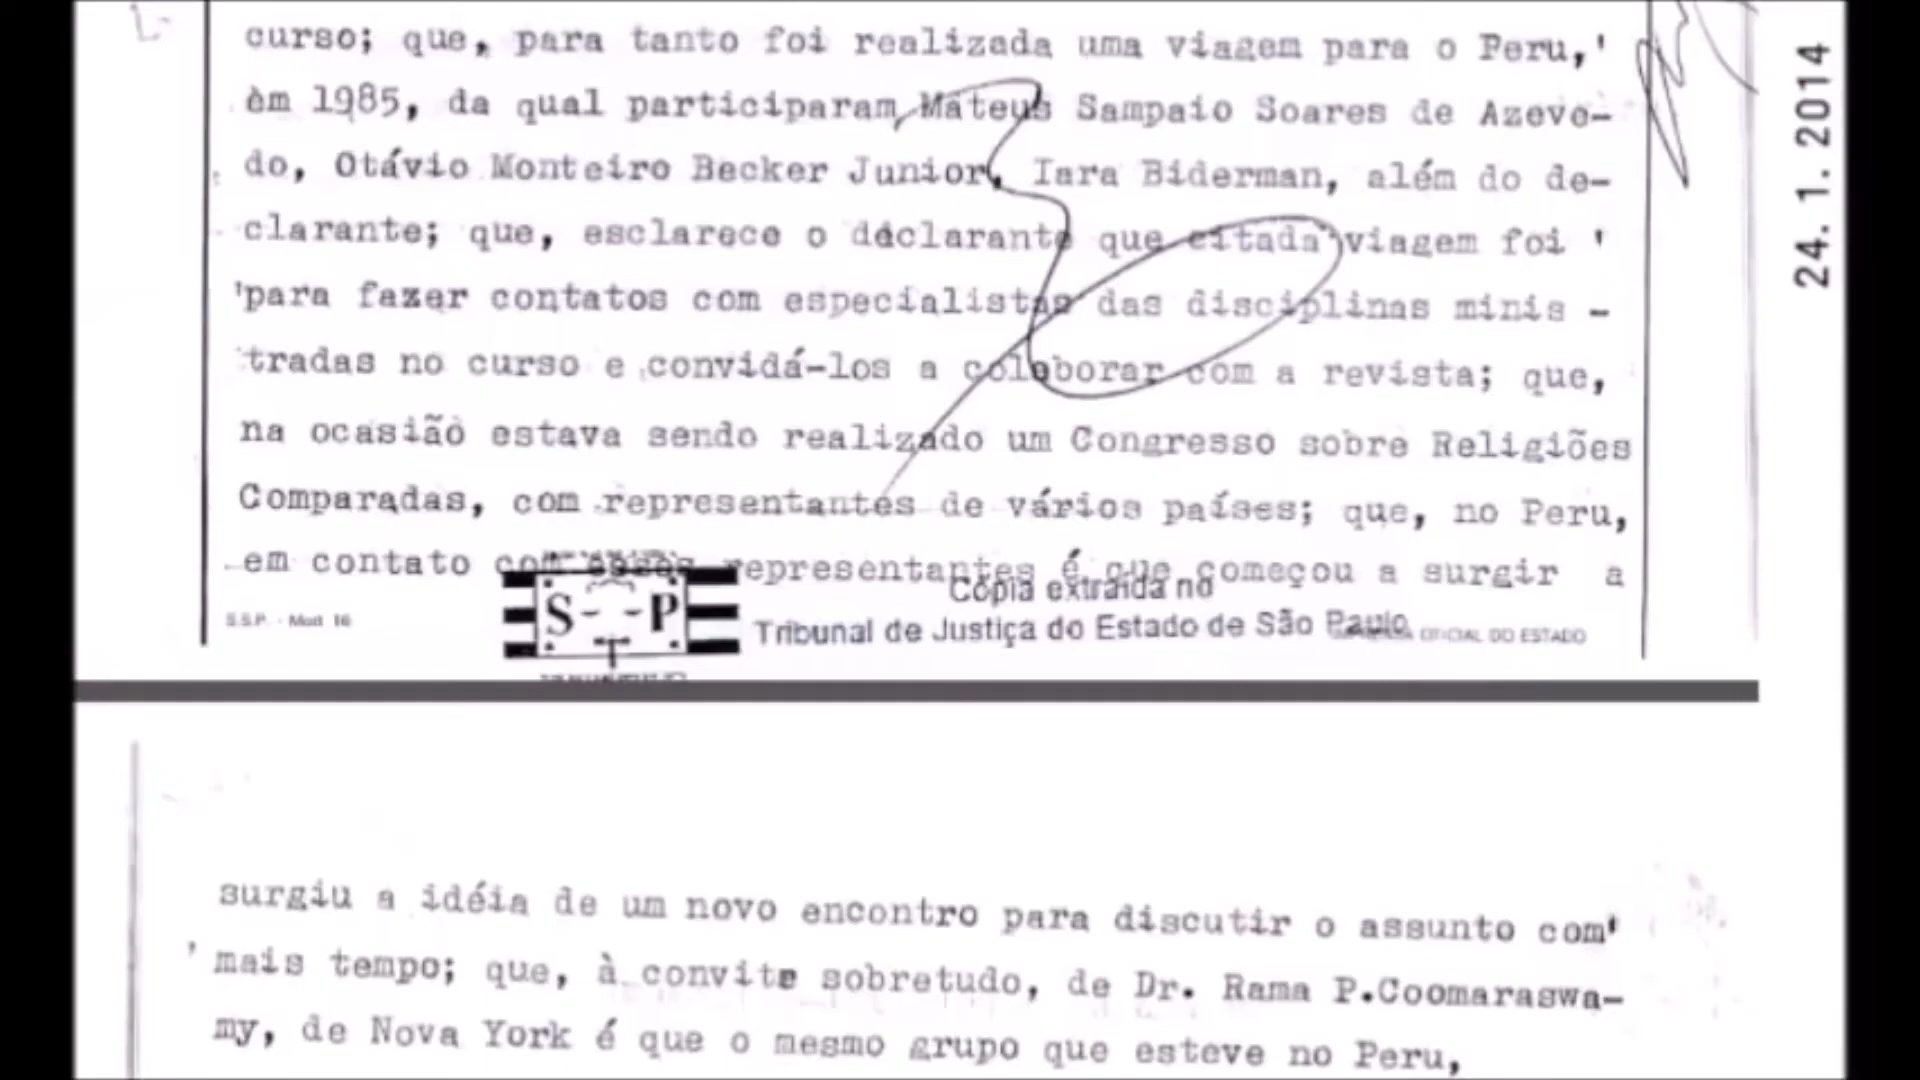 curso; que, para tanto foi realizada uma viagem para o Peru,'
èm 1985, da qual participaram Mateus Sampaio Soares de Azeve-
do, Otávio Monteiro Becker Junior, Iara Biderman, além do de-
clarante; que, esclarece o declarante que citada viagem foi '
'para fazer contatos com especialistas das disciplinas minis -
tradas no curso e convidá-los a colaborar com a revista; que,
na ocasião estava sendo realizado um Congresso sobre Religiões
Comparadas, com representantes de vários países; que, no Peru,
em contato com esses representantes é que começou a surgir a
S.S.P. - Mod. 16
S P
Cópia extraída no
Tribunal de Justiça do Estado de São Paulo
OFICIAL DO ESTADO
24. 1. 2014
surgiu a idéia de um novo encontro para discutir o assunto com'
' mais tempo; que, à convite sobretudo, de Dr. Rama P.Coomaraswa-
my, de Nova York é que o mesmo grupo que esteve no Peru,